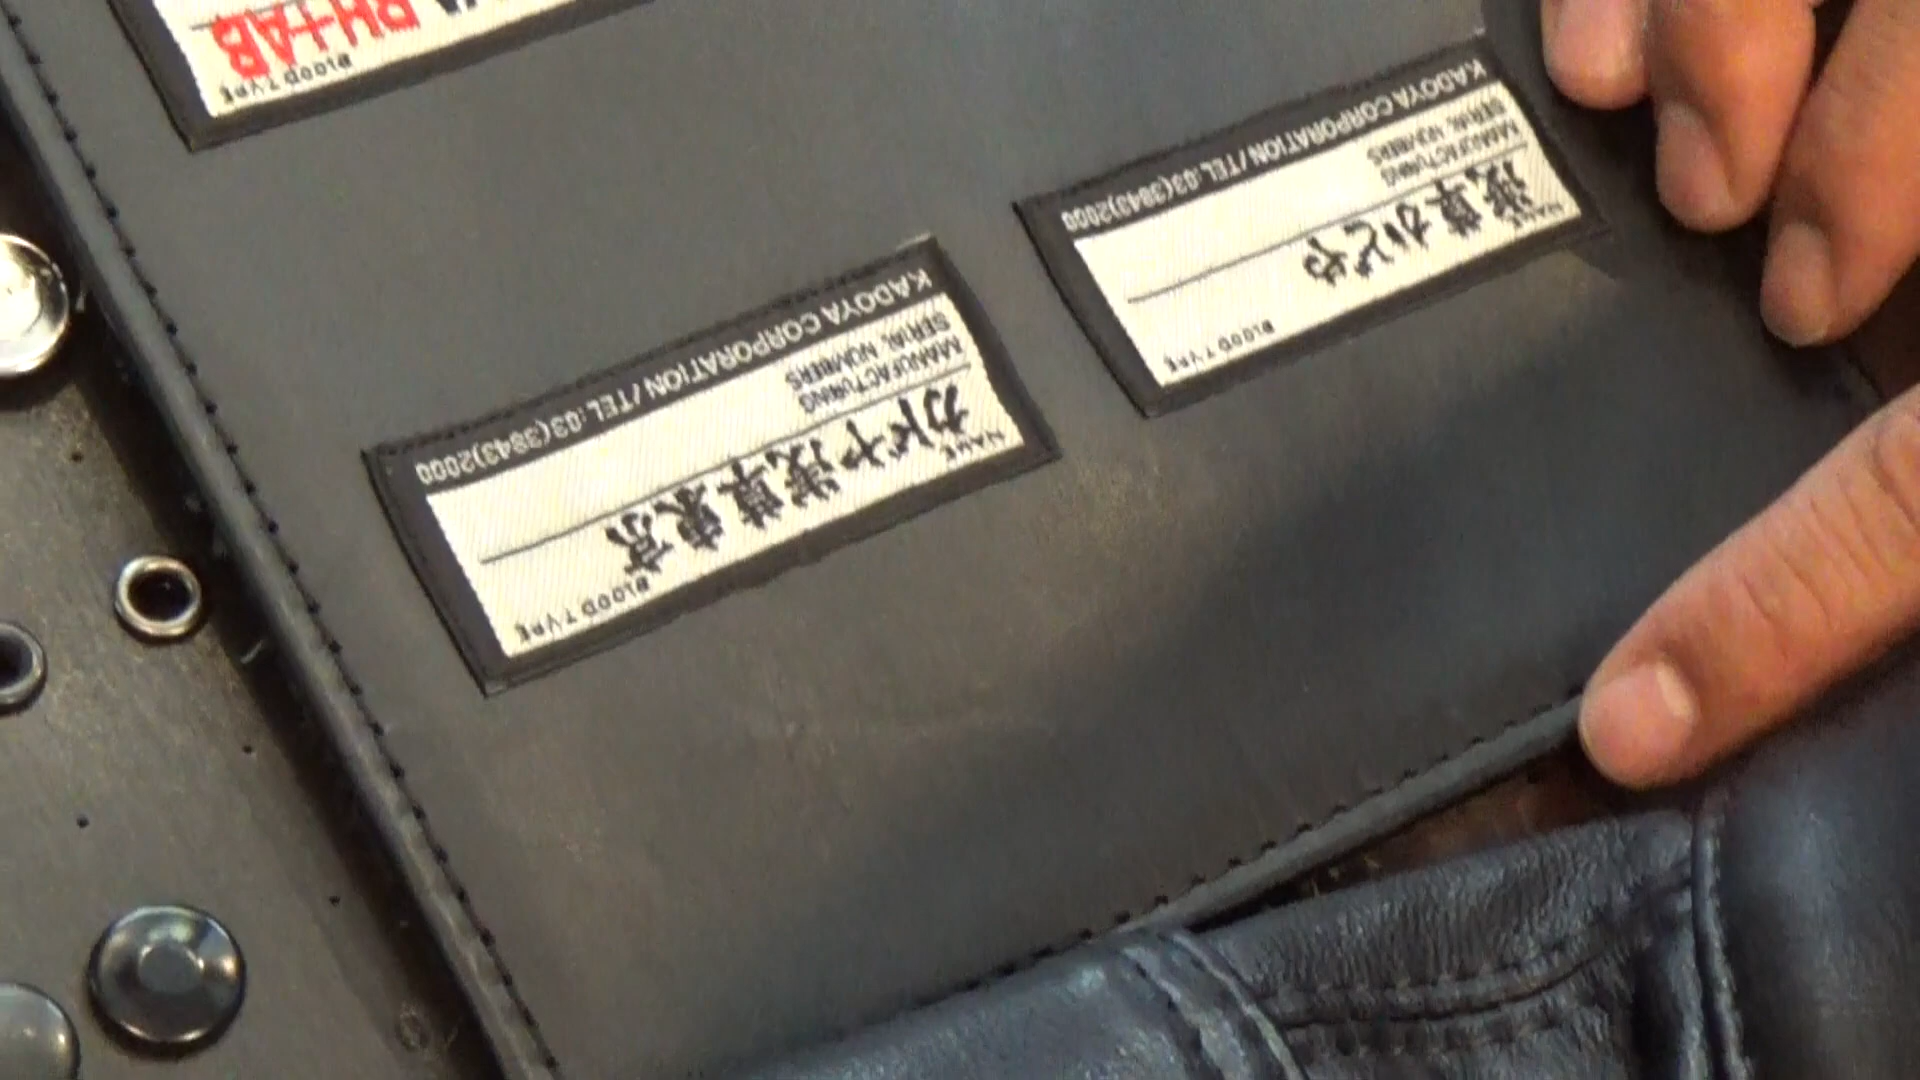 BLOOD TYPE
RH+AB
NAME
カドヤ浅草東京
BLOOD TYPE
MANUFACTURING
SERIAL NUMBERS
KADOYA CORPORATION/TEL:03(3843)2000
NAME
浅草かどや
BLOOD TYPE
MANUFACTURING
SERIAL NUMBERS
KADOYA CORPORATION/TEL:03(3843)2000